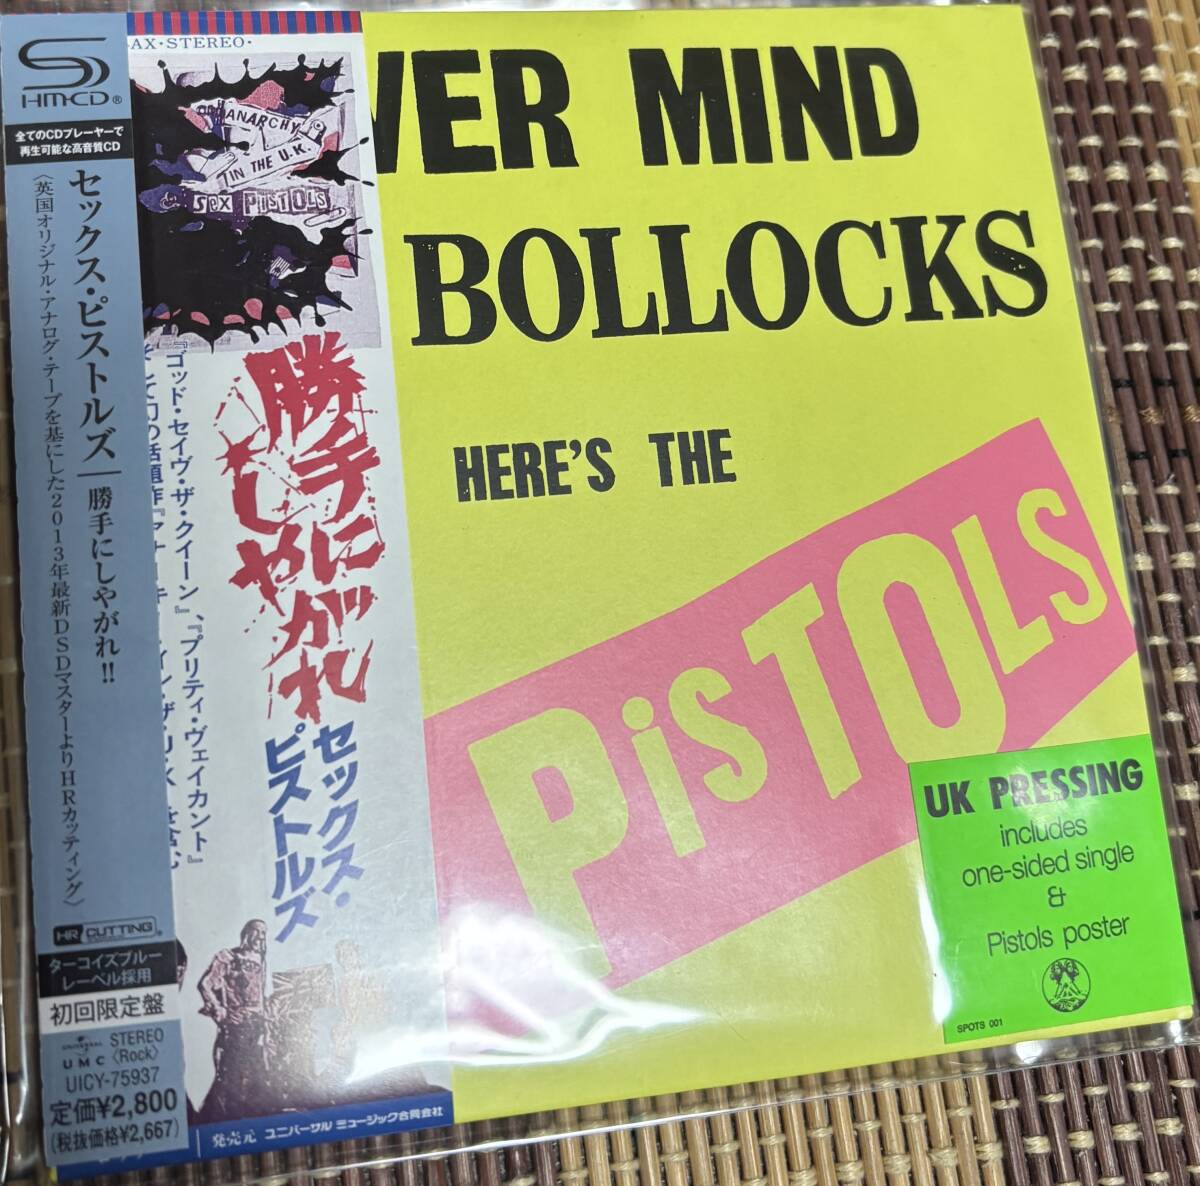 HM-CD®
全てのCDプレーヤーで
再生可能な高音質CD
セックス・ピストルズ | 勝手にしやがれ!!
〈英国オリジナル・アナログ・テープを基にした2013年最新DSDマスターよりHRカッティング〉
HR CUTTING
ターコイズブルー
レーベル採用
初回限定盤
UNIVERSAL
UMC
STEREO
〈Rock〉
UICY-75937
定価¥2,800
(税抜価格¥2,667)
AX・STEREO・
ANARCHY
IN THE U.K.
SEX PISTOLS
『ゴッド・セイヴ・ザ・クイーン』、『プリティ・ヴェイカント』
勝手に
しやがれ
セックス・
ピストルズ
発売元 ユニバーサル ミュージック合同会社
VER MIND
BOLLOCKS
HERE'S THE
PiSTOLS
UK PRESSING
includes
one-sided single
&
Pistols poster
SPOTS 001